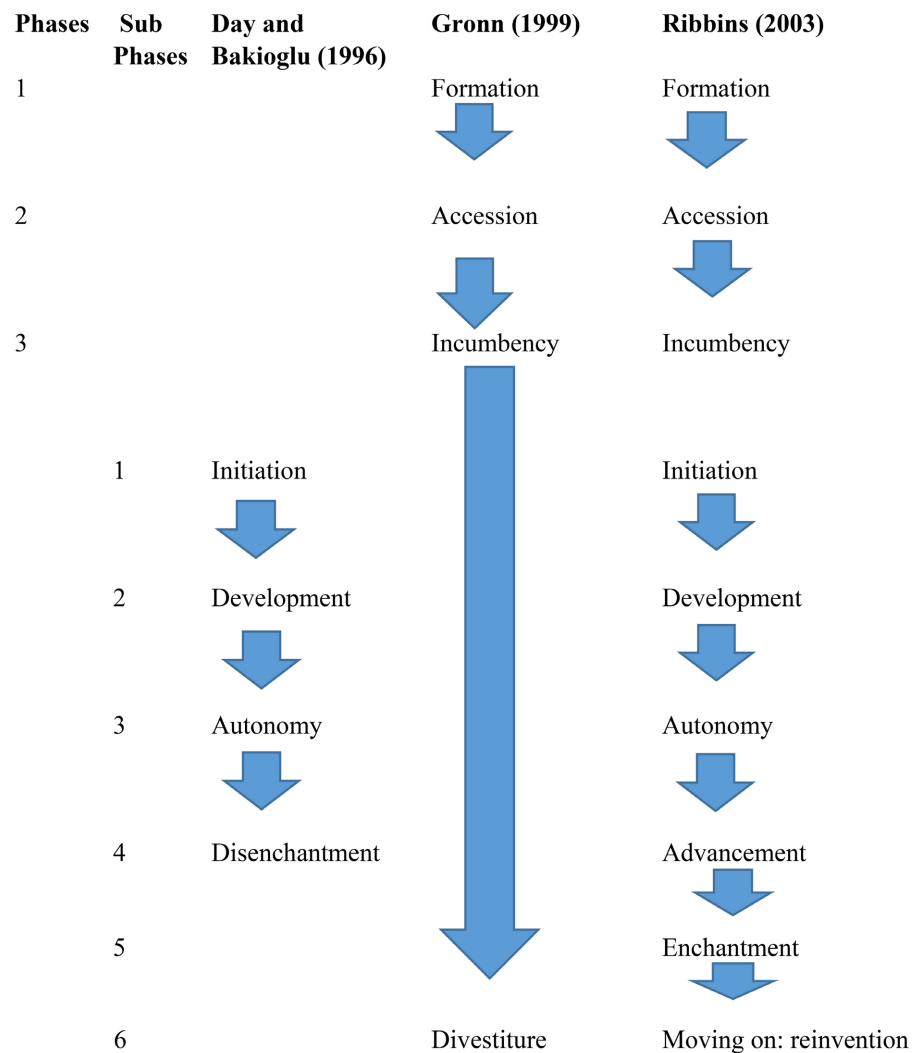 Phases Sub Day and Gronn (1999) Ribbins (2003)
Phases Bakioglu (1996)
1 Formation Formation
2 Accession Accession
3 Incumbency Incumbency
1 Initiation Initiation
2 Development Development
3 Autonomy Autonomy
4 Disenchantment Advancement
5 Enchantment
6 Divestiture Moving on: reinvention